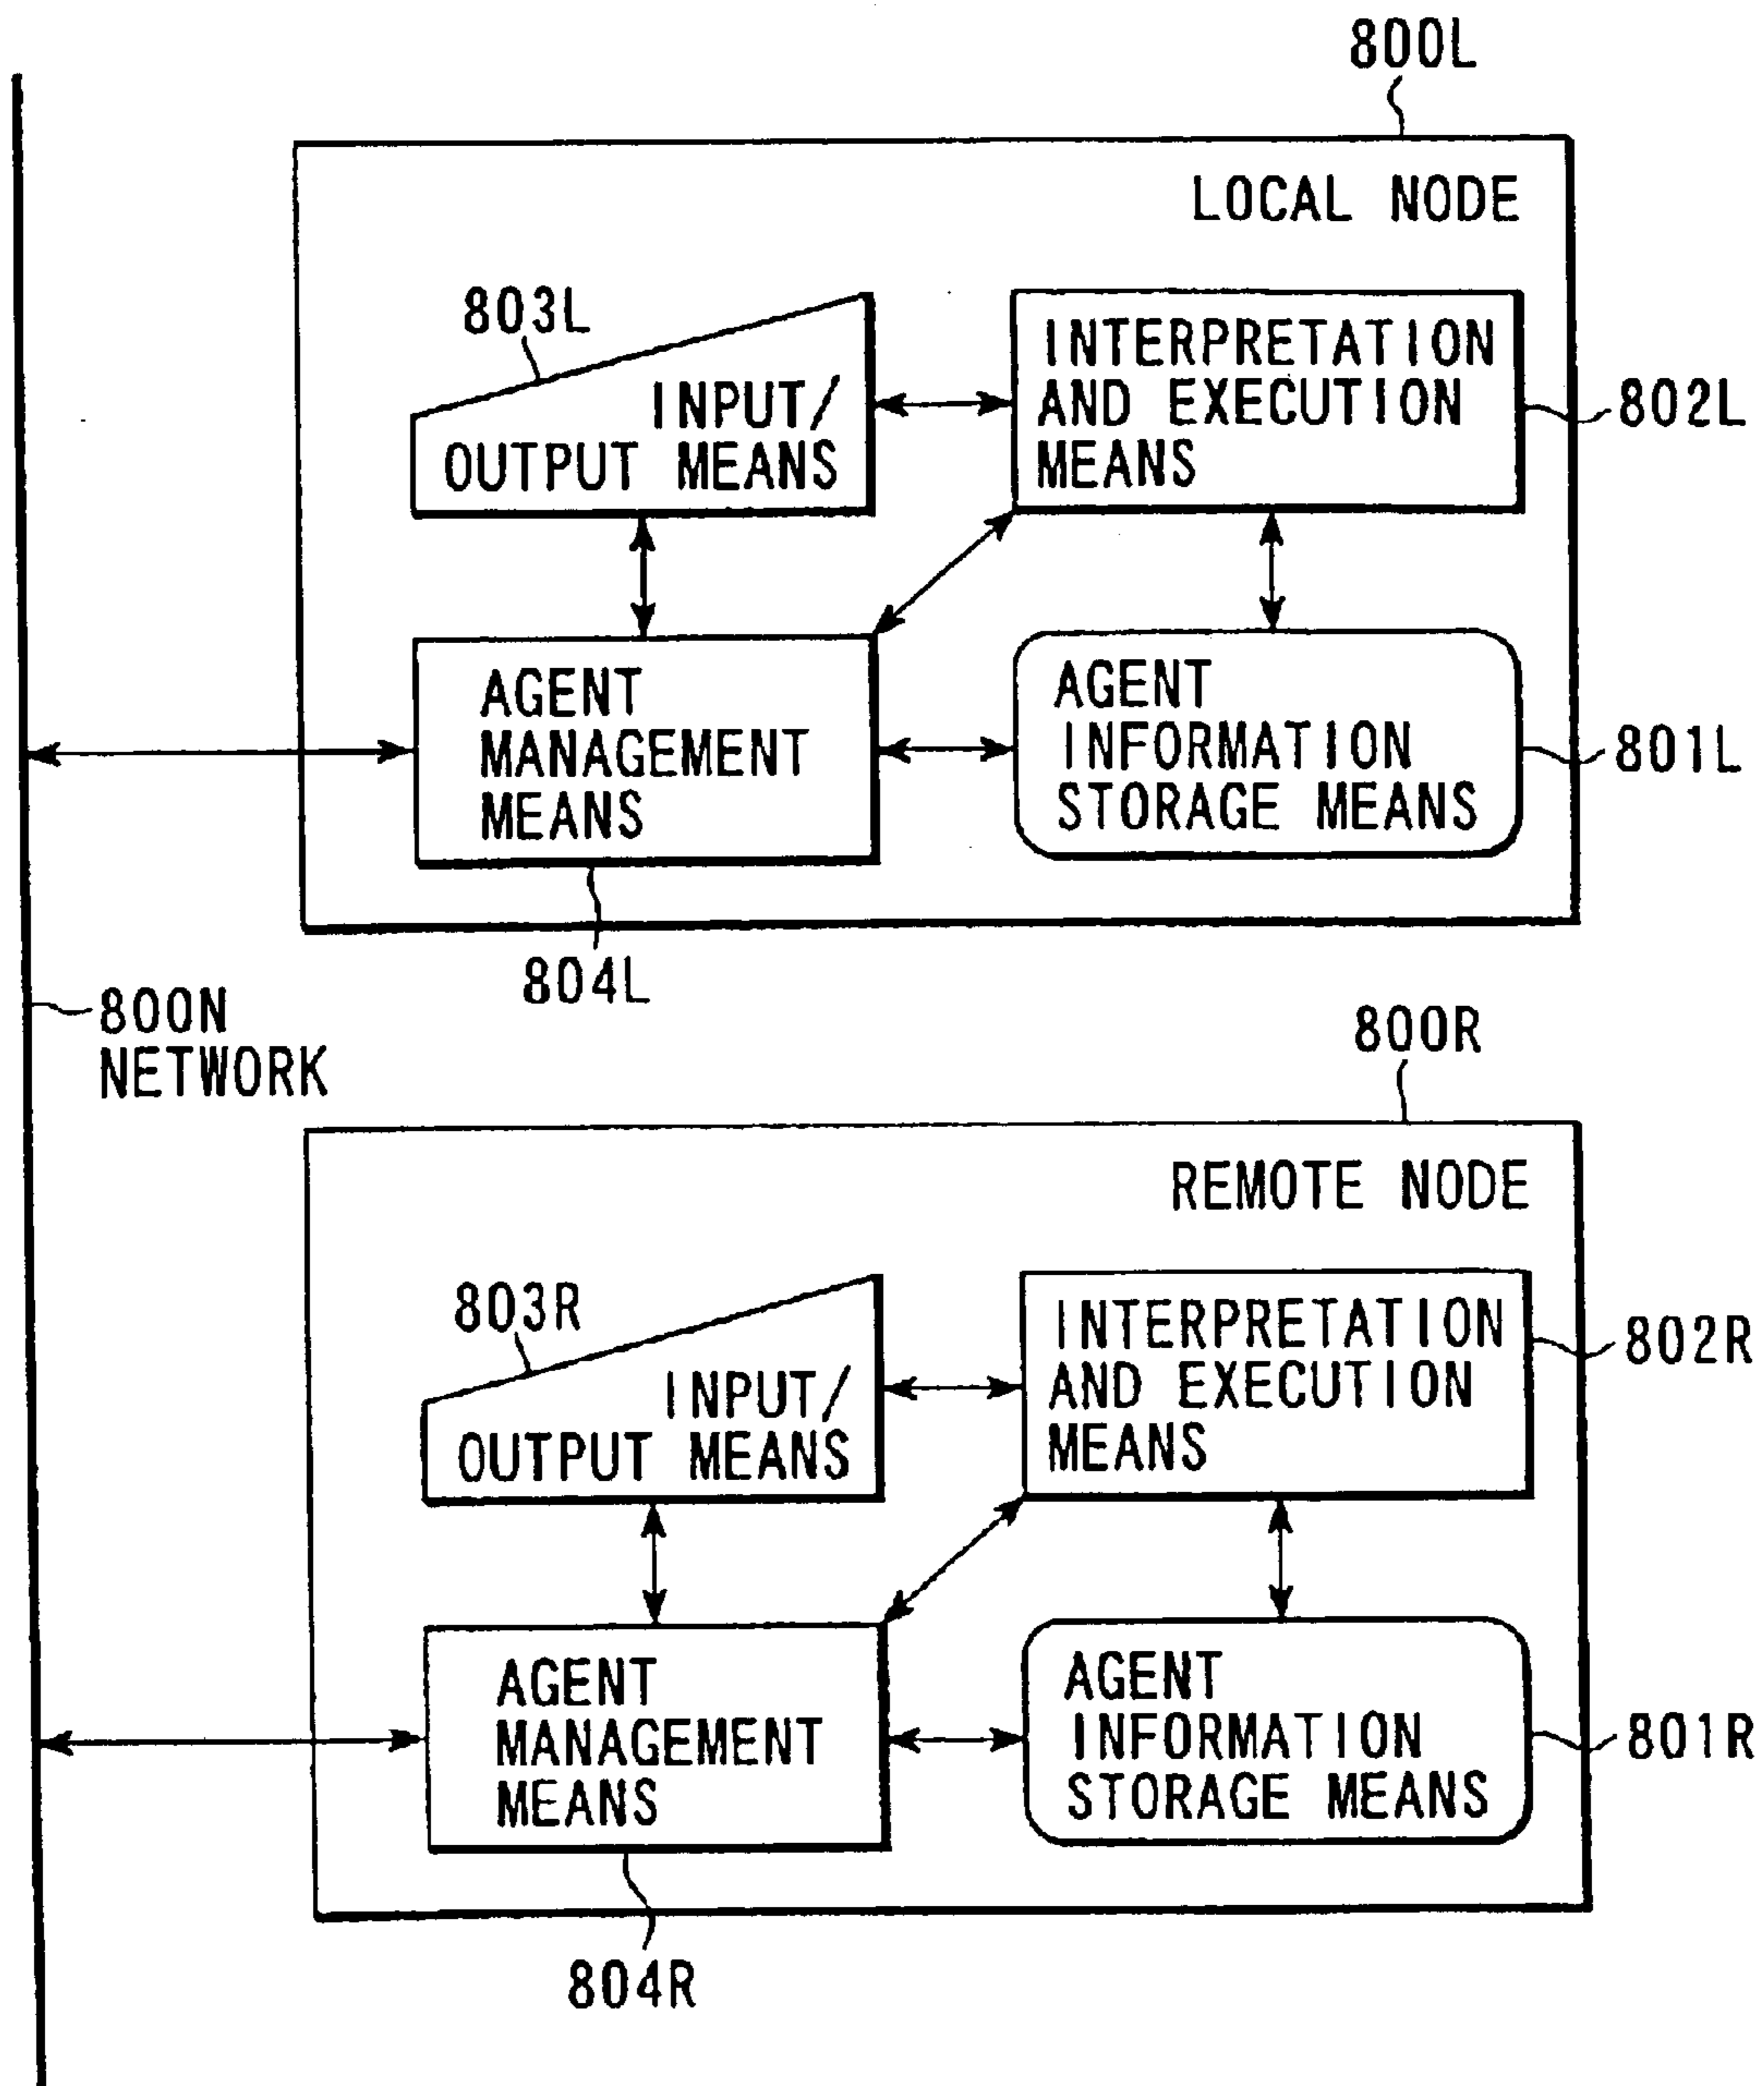 800L
LOCAL NODE
803L
INPUT/
OUTPUT MEANS
INTERPRETATION
AND EXECUTION
MEANS
802L
AGENT
MANAGEMENT
MEANS
AGENT
INFORMATION
STORAGE MEANS
801L
804L
800N
NETWORK
800R
REMOTE NODE
803R
INPUT/
OUTPUT MEANS
INTERPRETATION
AND EXECUTION
MEANS
802R
AGENT
MANAGEMENT
MEANS
AGENT
INFORMATION
STORAGE MEANS
801R
804R